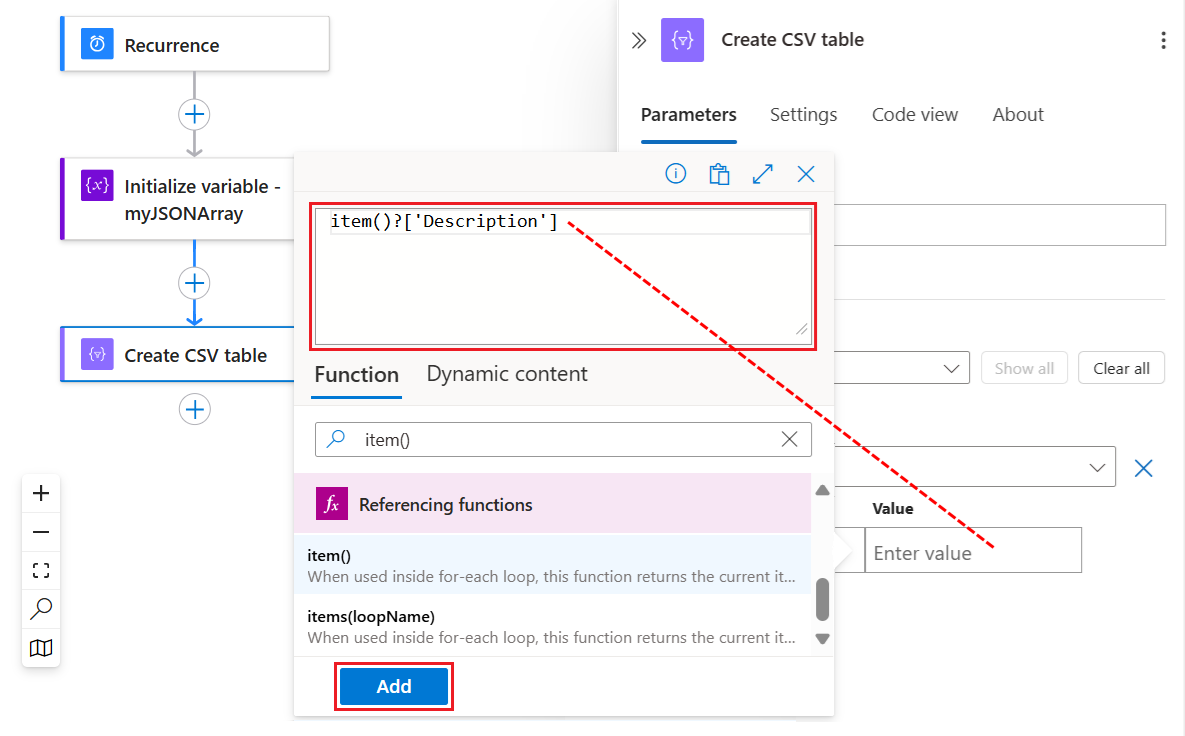 Recurrence
Initialize variable -
myJSONArray
Create CSV table
Create CSV table
Parameters
Settings
Code view
About
item()?['Description']
Function
Dynamic content
item()
Referencing functions
item()
When used inside for-each loop, this function returns the current it...
items(loopName)
When used inside for-each loop, this function returns the current it...
Add
Show all
Clear all
Value
Enter value